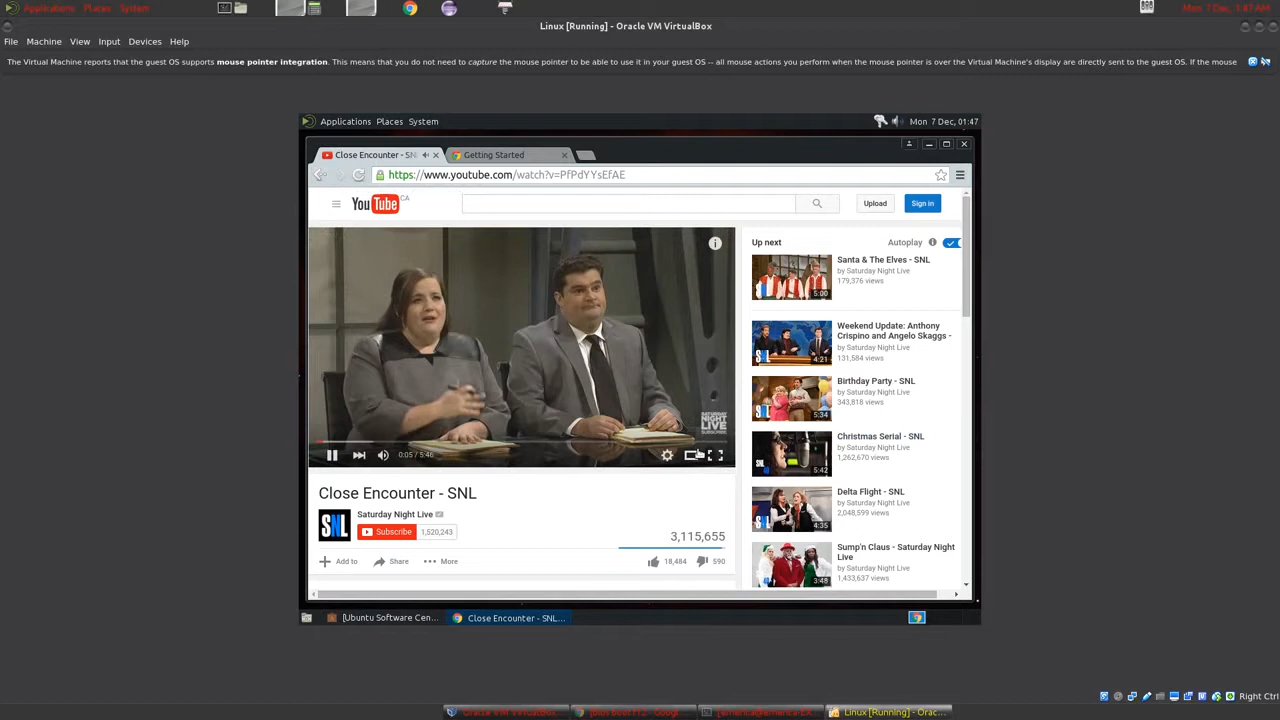 Applications Places System
Mon 7 Dec, 1:47 AM
Linux [Running] - Oracle VM VirtualBox
File Machine View Input Devices Help
The Virtual Machine reports that the guest OS supports mouse pointer integration. This means that you do not need to capture the mouse pointer to be able to use it in your guest OS -- all mouse actions you perform when the mouse pointer is over the Virtual Machine's display are directly sent to the guest OS. If the mouse
Applications Places System
Mon 7 Dec, 01:47
Close Encounter - SN
Getting Started
https://www.youtube.com/watch?v=PfPdYYsEfAE
YouTube CA
Upload
Sign in
Up next
Autoplay
Santa & The Elves - SNL
by Saturday Night Live
179,376 views
5:00
Weekend Update: Anthony
Crispino and Angelo Skaggs -
by Saturday Night Live
131,584 views
4:21
Birthday Party - SNL
by Saturday Night Live
343,818 views
5:34
Christmas Serial - SNL
by Saturday Night Live
1,262,670 views
5:42
Delta Flight - SNL
by Saturday Night Live
2,048,599 views
4:35
Sump'n Claus - Saturday Night
Live
by Saturday Night Live
1,433,637 views
3:48
SATURDAY
NIGHT
LIVE
SUBSCRIBE
0:05 / 5:46
Close Encounter - SNL
SNL
Saturday Night Live
Subscribe
1,520,243
3,115,655
Add to
Share
More
18,484
590
[Ubuntu Software Cen...
Close Encounter - SNL...
Right Ctrl
Linux [Running] - Orac...